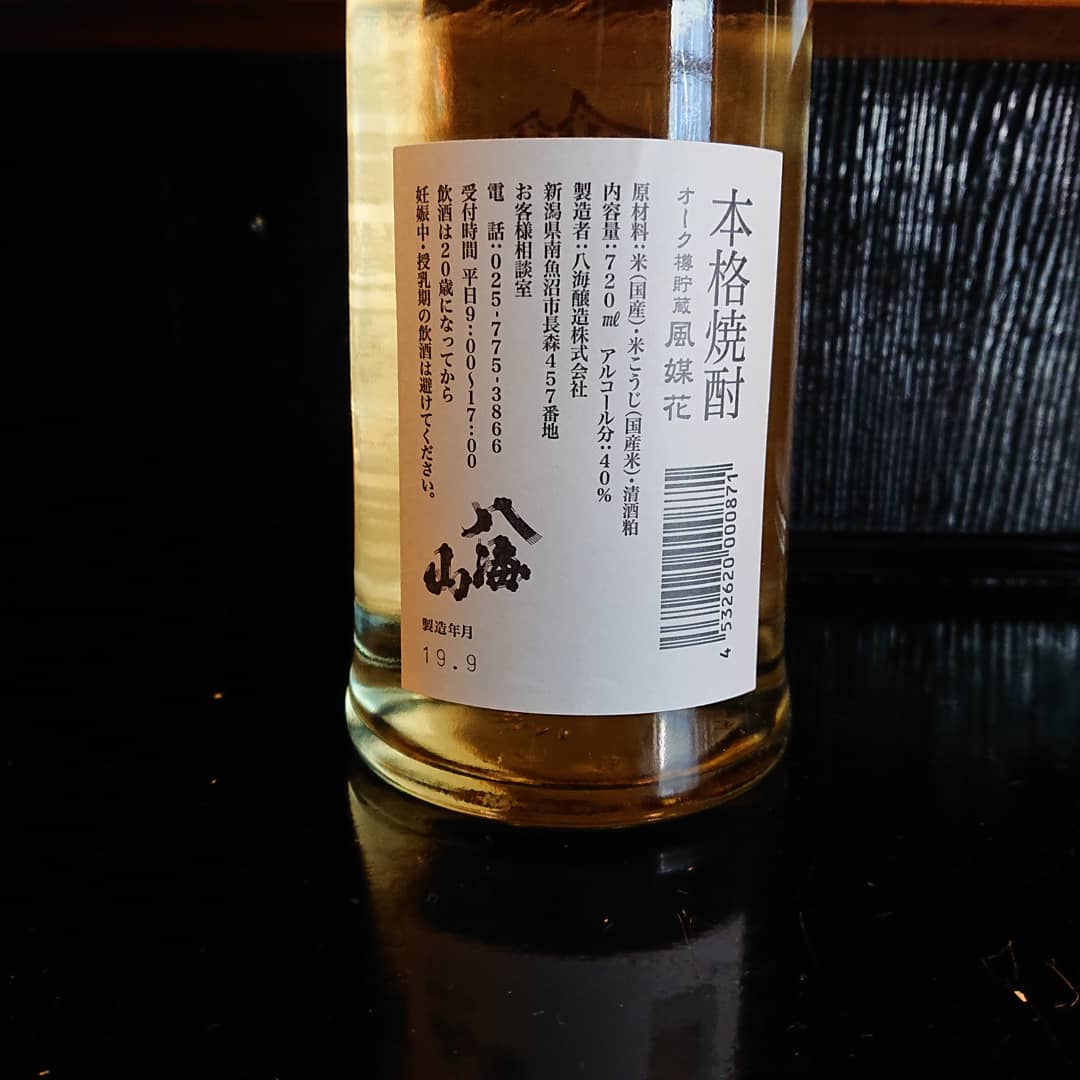 本格焼酎
オーク樽貯蔵 風媒花
4 532620 000871
原材料:米(国産)・米こうじ(国産米)・清酒粕
内容量:720㎖ アルコール分:40%
製造者:八海醸造株式会社
新潟県南魚沼市長森457番地
お客様相談室
電話:025-775-3866
受付時間 平日9:00〜17:00
飲酒は20歳になってから
妊娠中・授乳期の飲酒は避けてください。
八海山
製造年月
19.9